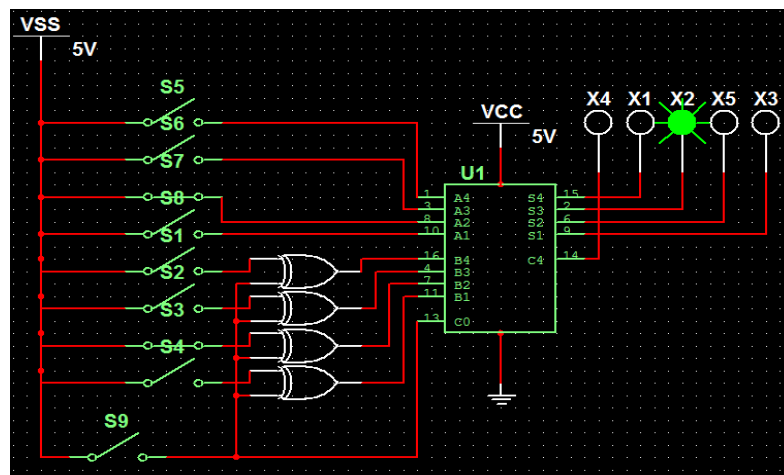 VSS
5V
S5
S6
S7
S8
S1
S2
S3
S4
S9
VCC
5V
U1
X4 X1 X2 X5 X3
1 A4 S4 15
3 A3 S3 2
8 A2 S2 6
10 A1 S1 9
16 B4 C4 14
4 B3
7 B2
11 B1
13 C0